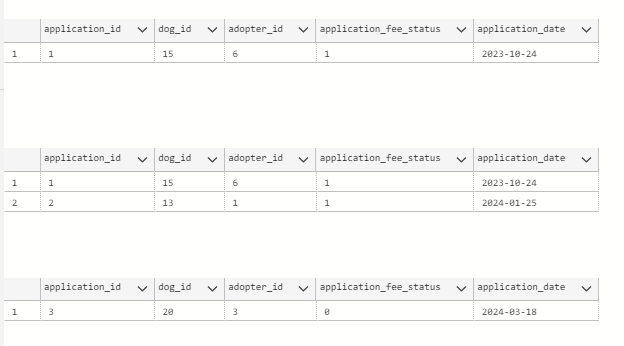 application_id dog_id adopter_id application_fee_status application_date
1 1 15 6 1 2023-10-24
application_id dog_id adopter_id application_fee_status application_date
1 1 15 6 1 2023-10-24
2 2 13 1 1 2024-01-25
application_id dog_id adopter_id application_fee_status application_date
1 3 20 3 0 2024-03-18